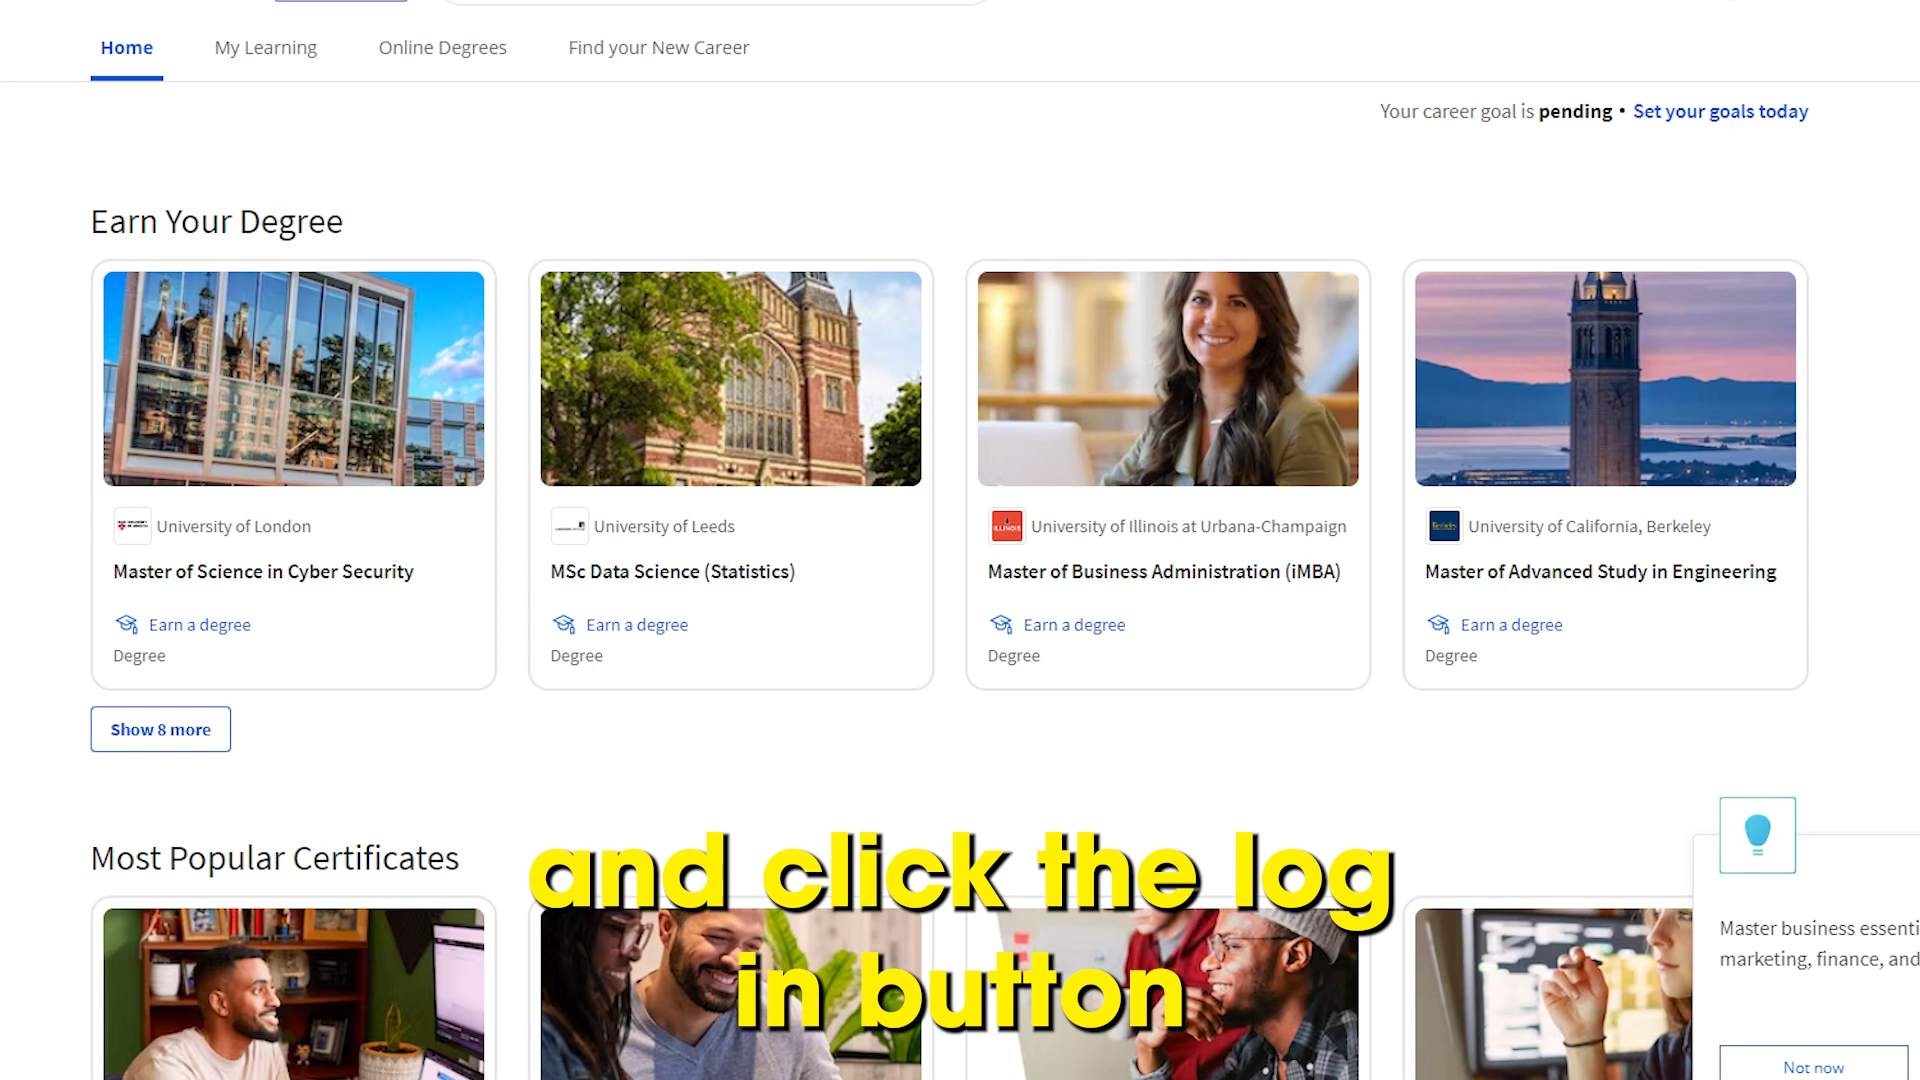 Home My Learning Online Degrees Find your New Career
Your career goal is pending • Set your goals today
Earn Your Degree
University of London
Master of Science in Cyber Security
Earn a degree
Degree
University of Leeds
MSc Data Science (Statistics)
Earn a degree
Degree
ILLINOIS
University of Illinois at Urbana-Champaign
Master of Business Administration (iMBA)
Earn a degree
Degree
Berkeley
University of California, Berkeley
Master of Advanced Study in Engineering
Earn a degree
Degree
Show 8 more
Most Popular Certificates
and click the log
in button
Master business essenti
marketing, finance, and
Not now